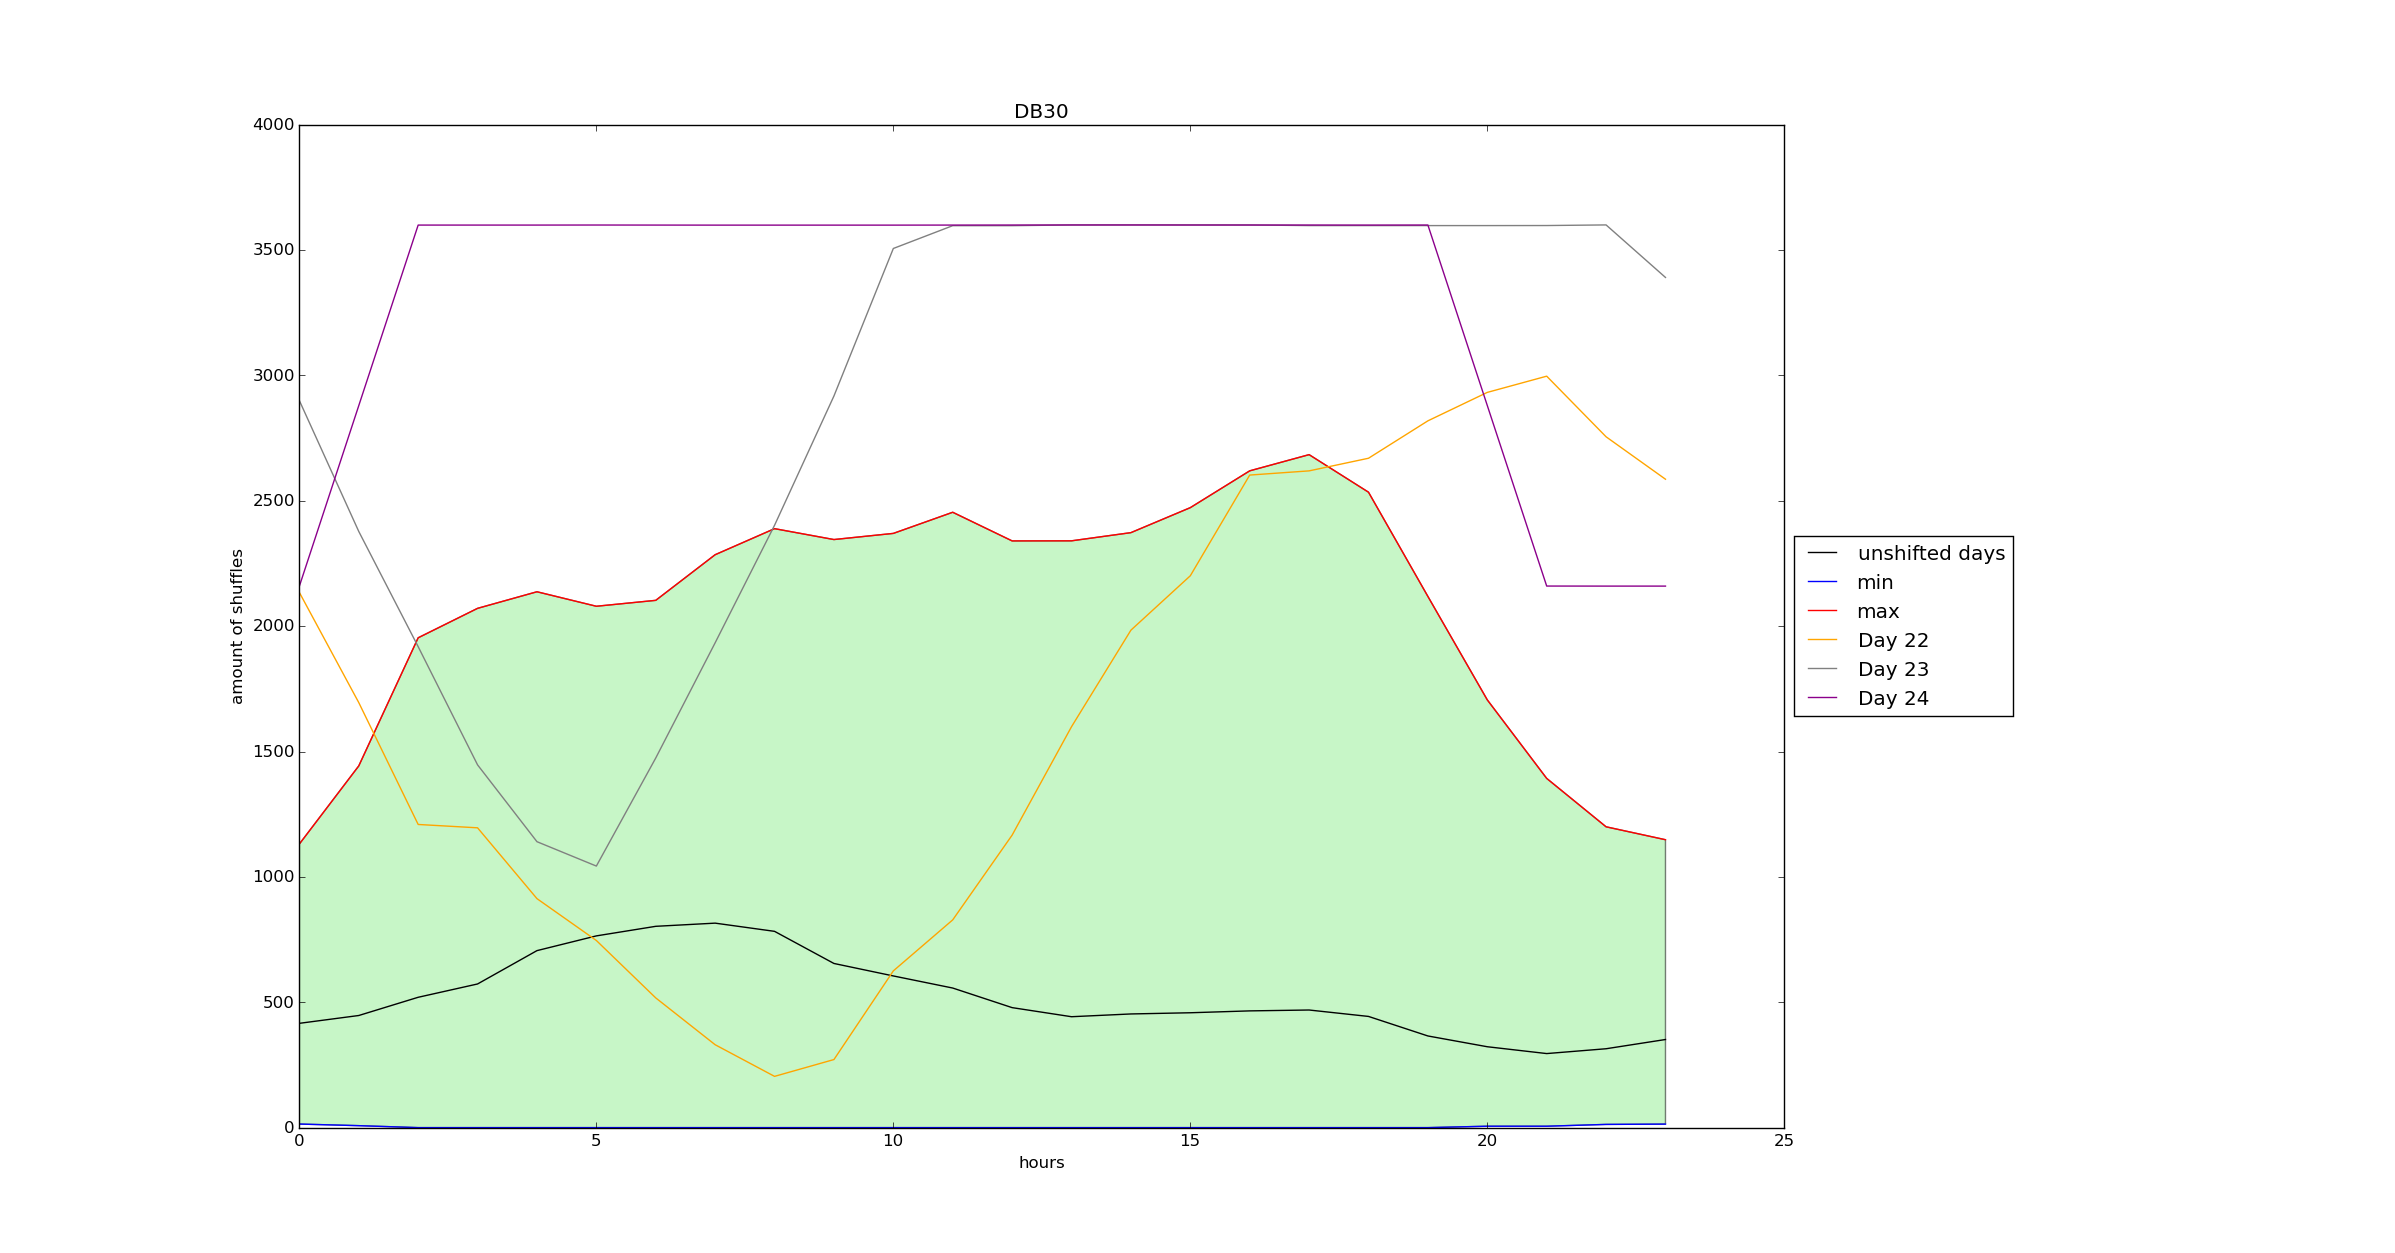 DB30
4000
3500
3000
2500
2000
1500
1000
500
0
amount of shuffles
0 5 10 15 20 25
hours
unshifted days
min
max
Day 22
Day 23
Day 24